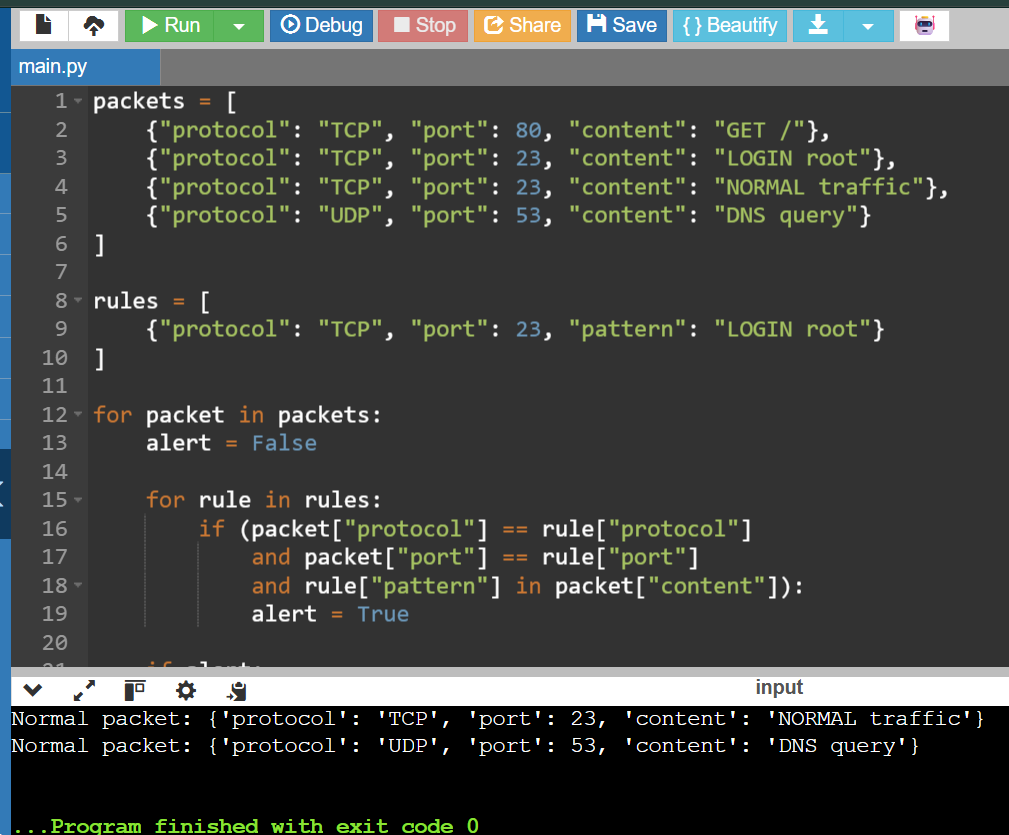 Run
Debug
Stop
Share
Save
{ } Beautify
main.py
1 packets = [
2     {"protocol": "TCP", "port": 80, "content": "GET /"},
3     {"protocol": "TCP", "port": 23, "content": "LOGIN root"},
4     {"protocol": "TCP", "port": 23, "content": "NORMAL traffic"},
5     {"protocol": "UDP", "port": 53, "content": "DNS query"}
6 ]
7
8 rules = [
9     {"protocol": "TCP", "port": 23, "pattern": "LOGIN root"}
10 ]
11
12 for packet in packets:
13     alert = False
14
15     for rule in rules:
16         if (packet["protocol"] == rule["protocol"]
17             and packet["port"] == rule["port"]
18             and rule["pattern"] in packet["content"]):
19             alert = True
20
21     if alert:
input
Normal packet: {'protocol': 'TCP', 'port': 23, 'content': 'NORMAL traffic'}
Normal packet: {'protocol': 'UDP', 'port': 53, 'content': 'DNS query'}
...Program finished with exit code 0